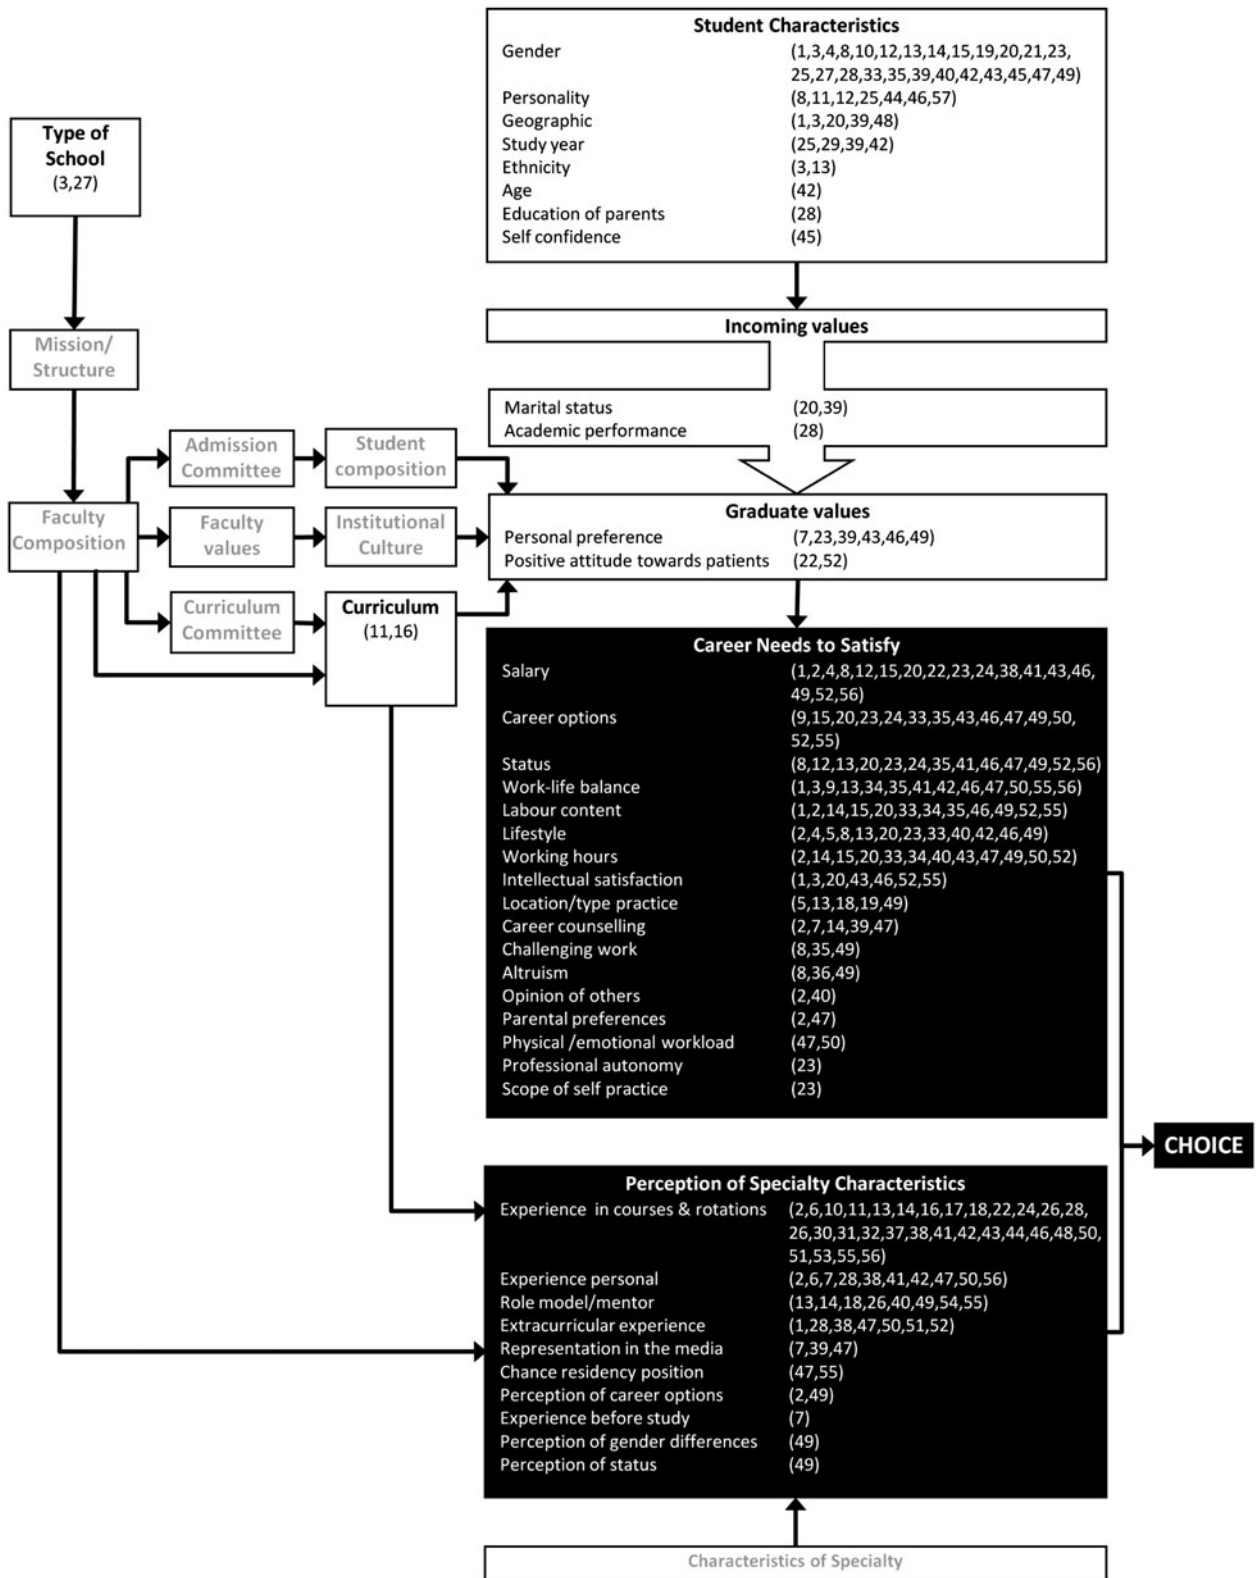 Student Characteristics
Gender (1,3,4,8,10,12,13,14,15,19,20,21,23,
25,27,28,33,35,39,40,42,43,45,47,49)
Personality (8,11,12,25,44,46,57)
Geographic (1,3,20,39,48)
Study year (25,29,39,42)
Ethnicity (3,13)
Age (42)
Education of parents (28)
Self confidence (45)
Type of
School
(3,27)
Incoming values
Mission/
Structure
Marital status (20,39)
Academic performance (28)
Admission
Committee
Student
composition
Faculty
Composition
Faculty
values
Institutional
Culture
Graduate values
Personal preference (7,23,39,43,46,49)
Positive attitude towards patients (22,52)
Curriculum
Committee
Curriculum
(11,16)
Career Needs to Satisfy
Salary (1,2,4,8,12,15,20,22,23,24,38,41,43,46,
49,52,56)
Career options (9,15,20,23,24,33,35,43,46,47,49,50,
52,55)
Status (8,12,13,20,23,24,35,41,46,47,49,52,56)
Work-life balance (1,3,9,13,34,35,41,42,46,47,50,55,56)
Labour content (1,2,14,15,20,33,34,35,46,49,52,55)
Lifestyle (2,4,5,8,13,20,23,33,40,42,46,49)
Working hours (2,14,15,20,33,34,40,43,47,49,50,52)
Intellectual satisfaction (1,3,20,43,46,52,55)
Location/type practice (5,13,18,19,49)
Career counselling (2,7,14,39,47)
Challenging work (8,35,49)
Altruism (8,36,49)
Opinion of others (2,40)
Parental preferences (2,47)
Physical /emotional workload (47,50)
Professional autonomy (23)
Scope of self practice (23)
CHOICE
Perception of Specialty Characteristics
Experience in courses & rotations (2,6,10,11,13,14,16,17,18,22,24,26,28,
26,30,31,32,37,38,41,42,43,44,46,48,50,
51,53,55,56)
Experience personal (2,6,7,28,38,41,42,47,50,56)
Role model/mentor (13,14,18,26,40,49,54,55)
Extracurricular experience (1,28,38,47,50,51,52)
Representation in the media (7,39,47)
Chance residency position (47,55)
Perception of career options (2,49)
Experience before study (7)
Perception of gender differences (49)
Perception of status (49)
Characteristics of Specialty